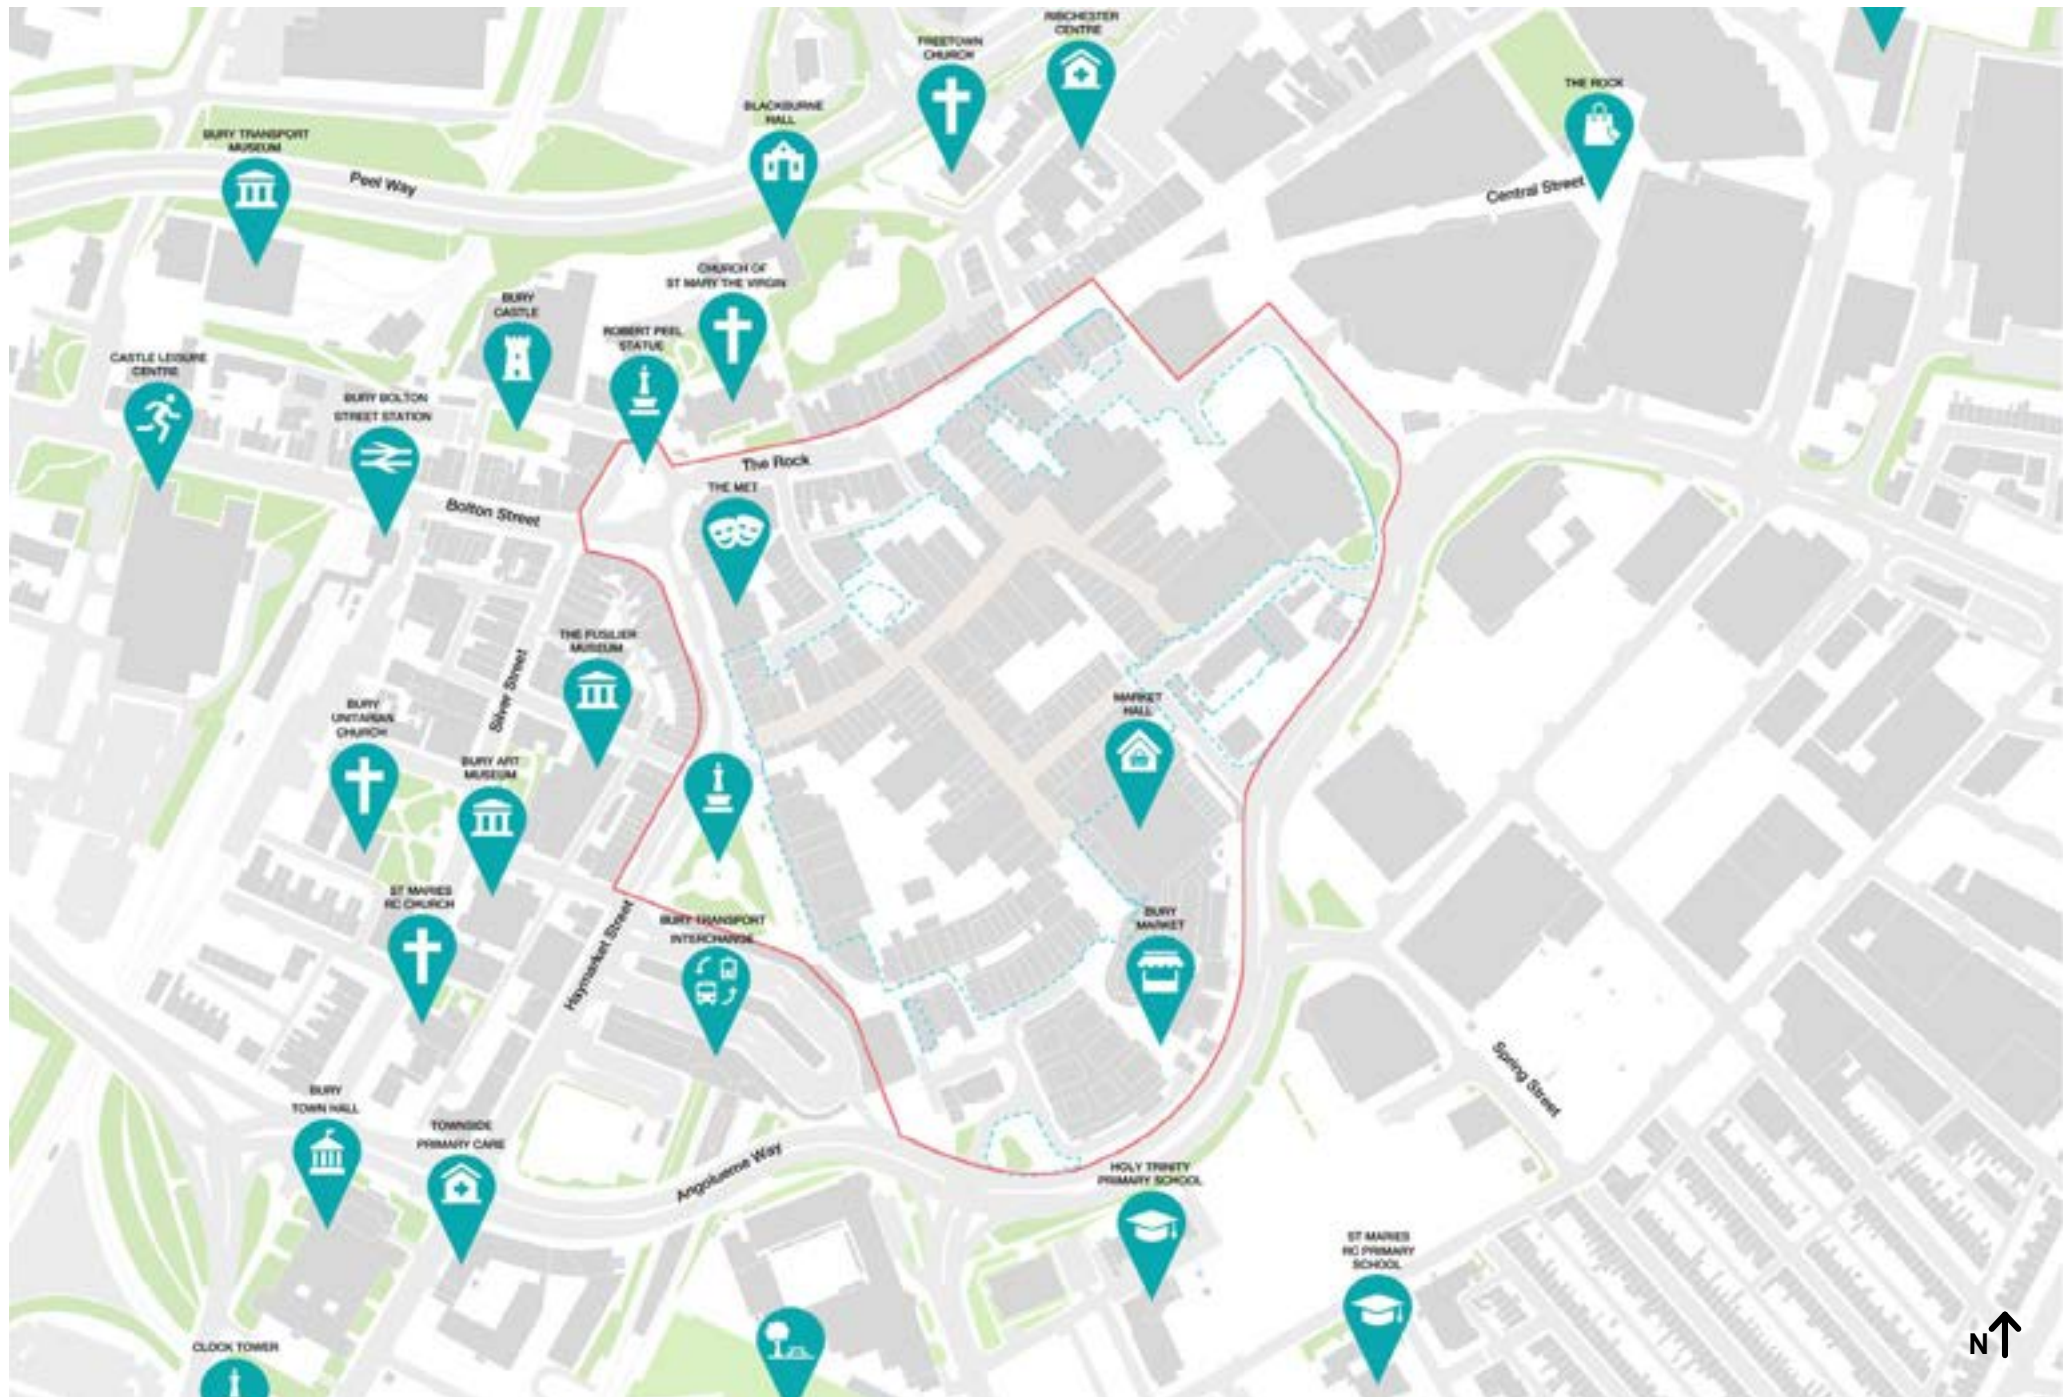 RIBCHESTER
CENTRE
FREETOWN
CHURCH
THE ROCK
BLACKBURNE
HALL
BURY TRANSPORT
MUSEUM
Peel Way
Central Street
CHURCH OF
ST MARY THE VIRGIN
BURY
CASTLE
ROBERT PEEL
STATUE
CASTLE LEISURE
CENTRE
BURY BOLTON
STREET STATION
The Rock
THE MET
Bolton Street
THE FUSILIER
MUSEUM
Silver Street
BURY
UNITARIAN
CHURCH
MARKET
HALL
BURY ART
MUSEUM
ST MARIES
RC CHURCH
Haymarket Street
BURY TRANSPORT
INTERCHANGE
BURY
MARKET
Spring Street
BURY
TOWN HALL
TOWNSIDE
PRIMARY CARE
Angouleme Way
HOLY TRINITY
PRIMARY SCHOOL
ST MARIES
RC PRIMARY
SCHOOL
CLOCK TOWER
N